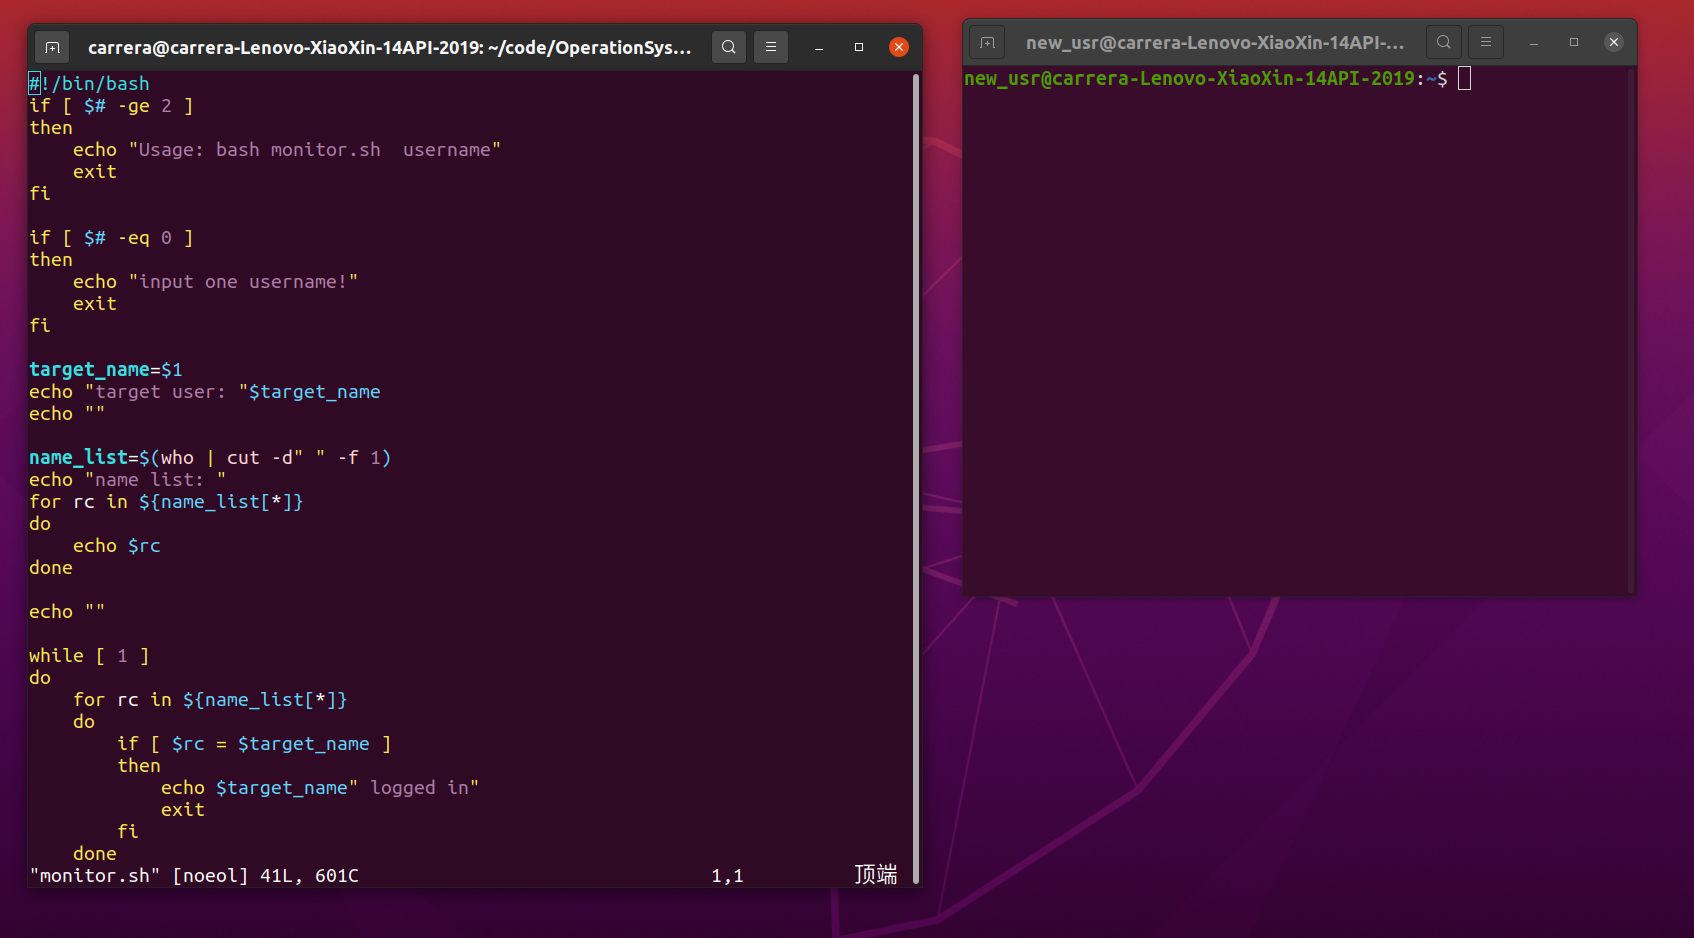 carrera@carrera-Lenovo-XiaoXin-14API-2019: ~/code/OperationSys...
#!/bin/bash
if [ $# -ge 2 ]
then
    echo "Usage: bash monitor.sh  username"
    exit
fi

if [ $# -eq 0 ]
then
    echo "input one username!"
    exit
fi

target_name=$1
echo "target user: "$target_name
echo ""

name_list=$(who | cut -d" " -f 1)
echo "name list: "
for rc in ${name_list[*]}
do
    echo $rc
done

echo ""

while [ 1 ]
do
    for rc in ${name_list[*]}
    do
        if [ $rc = $target_name ]
        then
            echo $target_name" logged in"
            exit
        fi
    done
"monitor.sh" [noeol] 41L, 601C 1,1 顶端
new_usr@carrera-Lenovo-XiaoXin-14API-...
new_usr@carrera-Lenovo-XiaoXin-14API-2019:~$